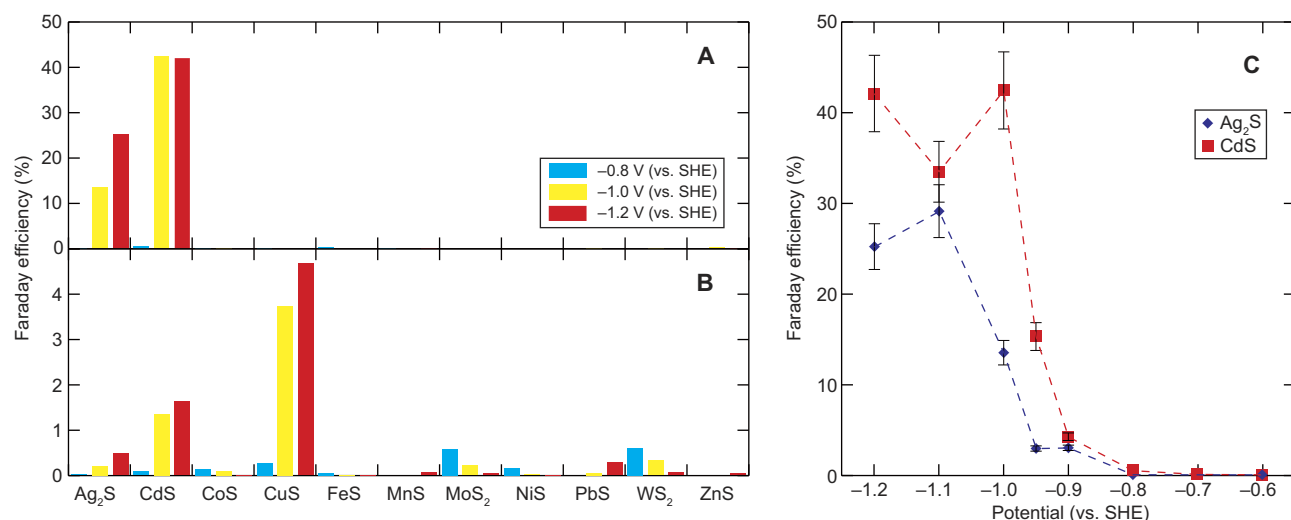 Faraday efficiency (%)
50
40
30
20
10
0
A
–0.8 V (vs. SHE)
–1.0 V (vs. SHE)
–1.2 V (vs. SHE)
Faraday efficiency (%)
4
3
2
1
0
B
Ag₂S CdS CoS CuS FeS MnS MoS₂ NiS PbS WS₂ ZnS
Faraday efficiency (%)
50
40
30
20
10
0
C
Ag₂S
CdS
–1.2 –1.1 –1.0 –0.9 –0.8 –0.7 –0.6
Potential (vs. SHE)